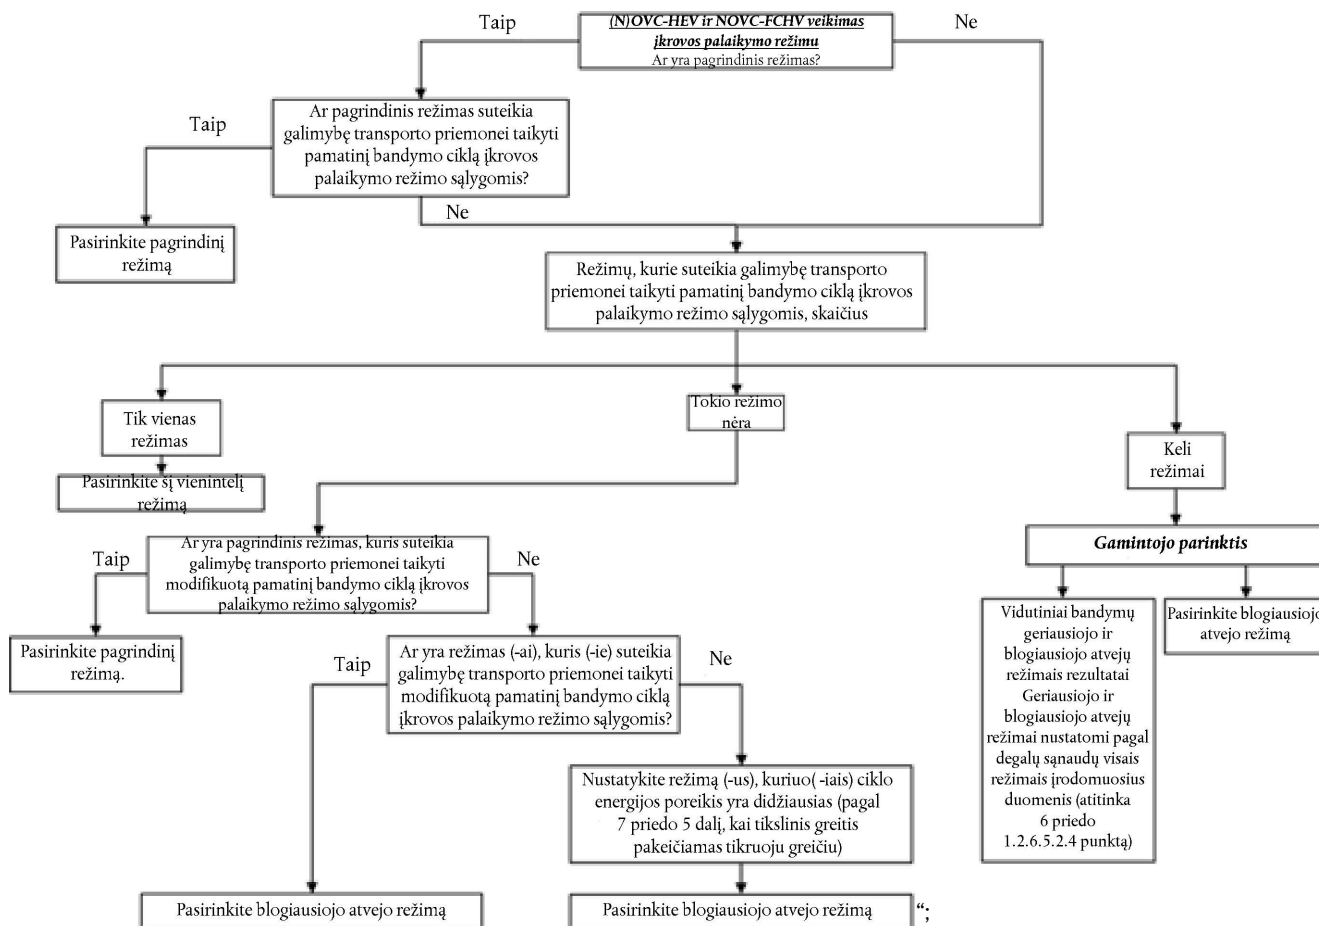 Taip
(N)OVC-HEV ir NOVC-FCHV veikimas
įkrovos palaikymo režimu
Ar yra pagrindinis režimas?
Ne
Taip
Ar pagrindinis režimas suteikia
galimybę transporto priemonei taikyti
pamatinį bandymo ciklą įkrovos
palaikymo režimo sąlygomis?
Ne
Pasirinkite pagrindinį
režimą
Režimų, kurie suteikia galimybę transporto
priemonei taikyti pamatinį bandymo ciklą įkrovos
palaikymo režimo sąlygomis, skaičius
Tik vienas
režimas
Pasirinkite šį vienintelį
režimą
Tokio režimo
nėra
Keli
režimai
Gamintojo parinktis
Vidutiniai bandymų
geriausiojo ir
blogiausiojo atvejų
režimais rezultatai
Geriausiojo ir
blogiausiojo atvejų
režimai nustatomi pagal
degalų sąnaudų visais
režimais įrodomuosius
duomenis (atitinka
6 priedo
1.2.6.5.2.4 punktą)
Pasirinkite blogiausiojo
atvejo režimą
Taip
Ar yra pagrindinis režimas, kuris suteikia
galimybę transporto priemonei taikyti
modifikuotą pamatinį bandymo ciklą įkrovos
palaikymo režimo sąlygomis?
Ne
Pasirinkite pagrindinį
režimą.
Taip
Ar yra režimas (-ai), kuris (-ie) suteikia
galimybę transporto priemonei taikyti
modifikuotą pamatinį bandymo ciklą
įkrovos palaikymo režimo sąlygomis?
Ne
Nustatykite režimą (-us), kuriuo( -iais) ciklo
energijos poreikis yra didžiausias (pagal
7 priedo 5 dalį, kai tikslinis greitis
pakeičiamas tikruoju greičiu)
Pasirinkite blogiausiojo atvejo režimą
Pasirinkite blogiausiojo atvejo režimą
“;